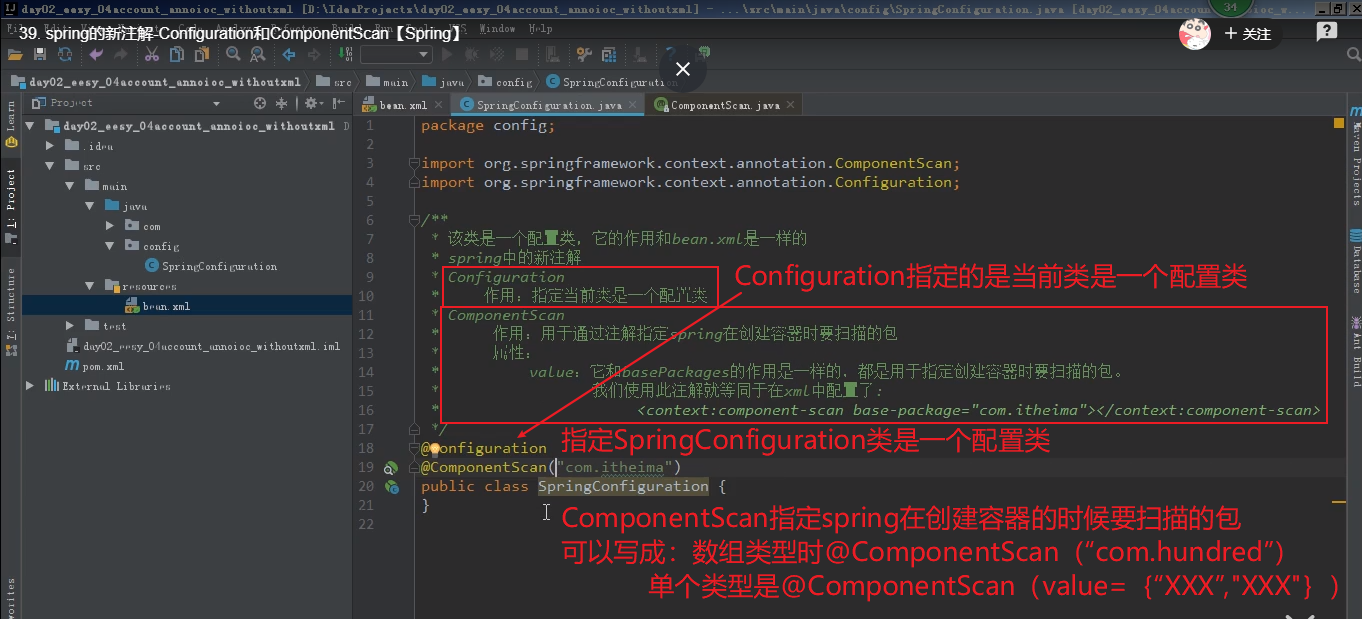 day02_eesy_04account_annoioc_withoutxml [D:\IdeaProjects\day02_eesy_04account_annoioc_withoutxml] - ...\src\main\java\config\SpringConfiguration.java
34
39. spring的新注解-Configuration和ComponentScan【Spring】
Window Help
+ 关注
day02_eesy_04account_annoioc_withoutxml src main java config SpringConfiguration
Project
bean.xml SpringConfiguration.java ComponentScan.java
day02_eesy_04account_annoioc_withoutxml D
.idea
src
main
java
com
config
SpringConfiguration
resources
bean.xml
test
day02_eesy_04account_annoioc_withoutxml.iml
pom.xml
External Libraries
Learn
1: Project
7: Structure
Maven Projects
Database
Ant Build
1 package config;
2
3 import org.springframework.context.annotation.ComponentScan;
4 import org.springframework.context.annotation.Configuration;
5
6 /**
7 * 该类是一个配置类，它的作用和bean.xml是一样的
8 * spring中的新注解
9 * Configuration
10 * 作用：指定当前类是一个配置类
11 * ComponentScan
12 * 作用：用于通过注解指定spring在创建容器时要扫描的包
13 * 属性：
14 * value：它和basePackages的作用是一样的，都是用于指定创建容器时要扫描的包。
15 * 我们使用此注解就等同于在xml中配置了:
16 * <context:component-scan base-package="com.itheima"></context:component-scan>
17 */
18 @Configuration
19 @ComponentScan("com.itheima")
20 public class SpringConfiguration {
21 }
22
Configuration指定的是当前类是一个配置类
指定SpringConfiguration类是一个配置类
ComponentScan指定spring在创建容器的时候要扫描的包
可以写成：数组类型时@ComponentScan（“com.hundred”）
单个类型是@ComponentScan（value=｛“XXX”,"XXX"｝）